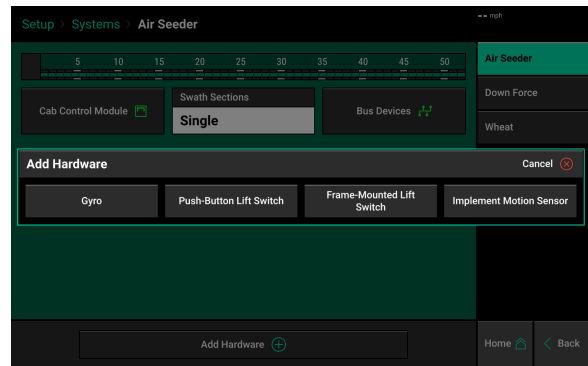 Setup > Systems > Air Seeder
-- mph
5 10 15 20 25 30 35 40 45 50
Air Seeder
Cab Control Module
Swath Sections
Single
Bus Devices
Down Force
Wheat
Add Hardware
Cancel
Gyro
Push-Button Lift Switch
Frame-Mounted Lift
Switch
Implement Motion Sensor
Add Hardware
Home
< Back